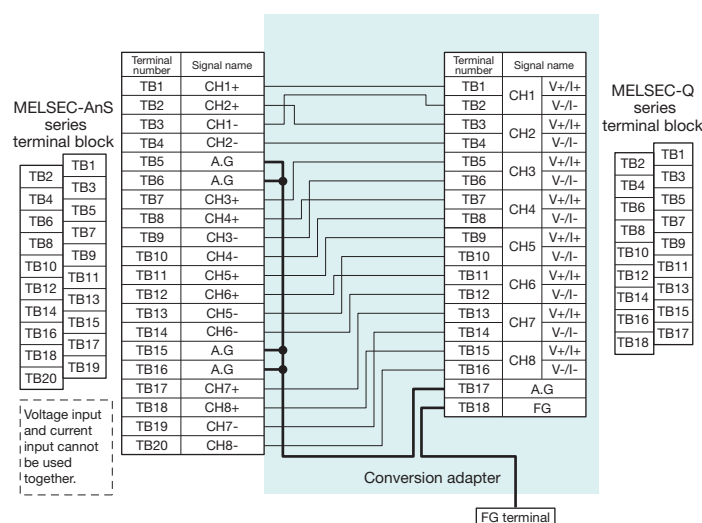 MELSEC-AnS
series
terminal block
TB1
TB2
TB3
TB4
TB5
TB6
TB7
TB8
TB9
TB10
TB11
TB12
TB13
TB14
TB15
TB16
TB17
TB18
TB19
TB20
Voltage input
and current
input cannot
be used
together.
Terminal number Signal name
TB1 CH1+
TB2 CH2+
TB3 CH1-
TB4 CH2-
TB5 A.G
TB6 A.G
TB7 CH3+
TB8 CH4+
TB9 CH3-
TB10 CH4-
TB11 CH5+
TB12 CH6+
TB13 CH5-
TB14 CH6-
TB15 A.G
TB16 A.G
TB17 CH7+
TB18 CH8+
TB19 CH7-
TB20 CH8-
Terminal number Signal name
TB1 CH1 V+/I+
TB2 V-/I-
TB3 CH2 V+/I+
TB4 V-/I-
TB5 CH3 V+/I+
TB6 V-/I-
TB7 CH4 V+/I+
TB8 V-/I-
TB9 CH5 V+/I+
TB10 V-/I-
TB11 CH6 V+/I+
TB12 V-/I-
TB13 CH7 V+/I+
TB14 V-/I-
TB15 CH8 V+/I+
TB16 V-/I-
TB17 A.G
TB18 FG
Conversion adapter
FG terminal
MELSEC-Q
series
terminal block
TB1
TB2
TB3
TB4
TB5
TB6
TB7
TB8
TB9
TB10
TB11
TB12
TB13
TB14
TB15
TB16
TB17
TB18